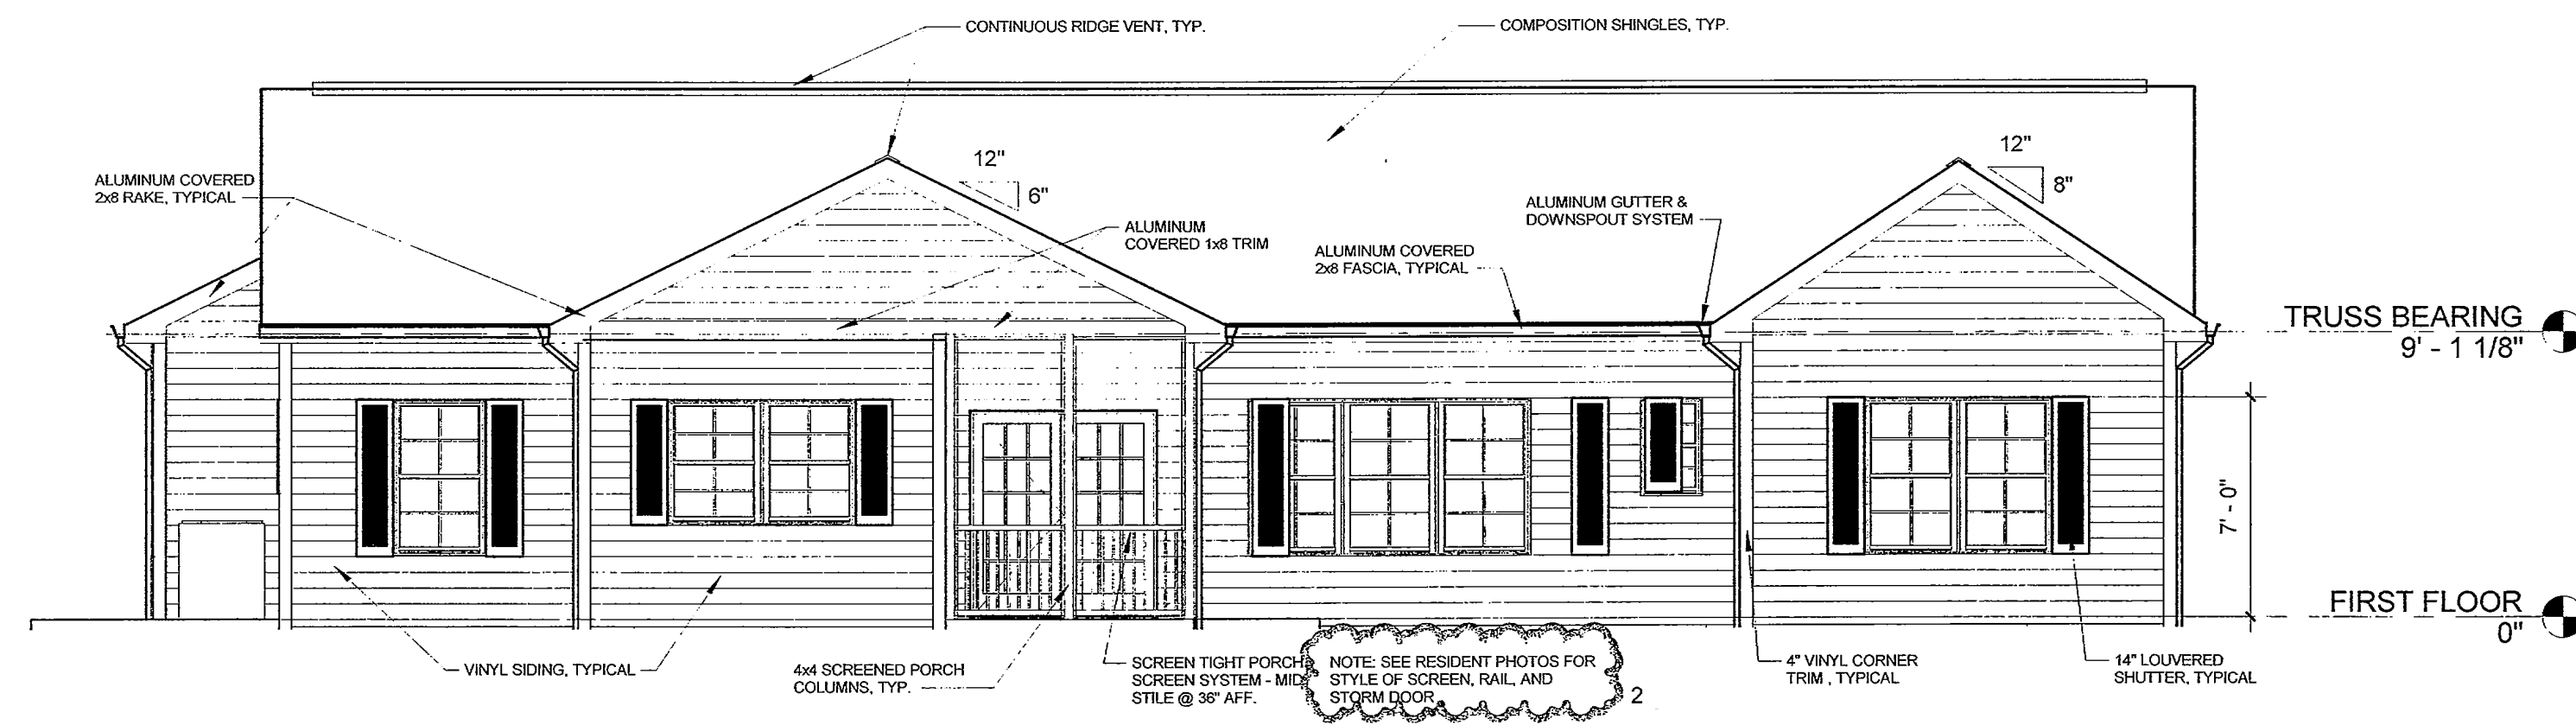 CONTINUOUS RIDGE VENT, TYP.
COMPOSITION SHINGLES, TYP.
12"
6"
12"
8"
ALUMINUM COVERED
2x8 RAKE, TYPICAL
ALUMINUM
COVERED 1x8 TRIM
ALUMINUM GUTTER &
DOWNSPOUT SYSTEM
ALUMINUM COVERED
2x8 FASCIA, TYPICAL
TRUSS BEARING
9' - 1 1/8"
7' - 0"
FIRST FLOOR
0"
VINYL SIDING, TYPICAL
4x4 SCREENED PORCH
COLUMNS, TYP.
SCREEN TIGHT PORCH
SCREEN SYSTEM - MID
STILE @ 36" AFF.
NOTE: SEE RESIDENT PHOTOS FOR
STYLE OF SCREEN, RAIL, AND
STORM DOOR
2
4" VINYL CORNER
TRIM , TYPICAL
14" LOUVERED
SHUTTER, TYPICAL